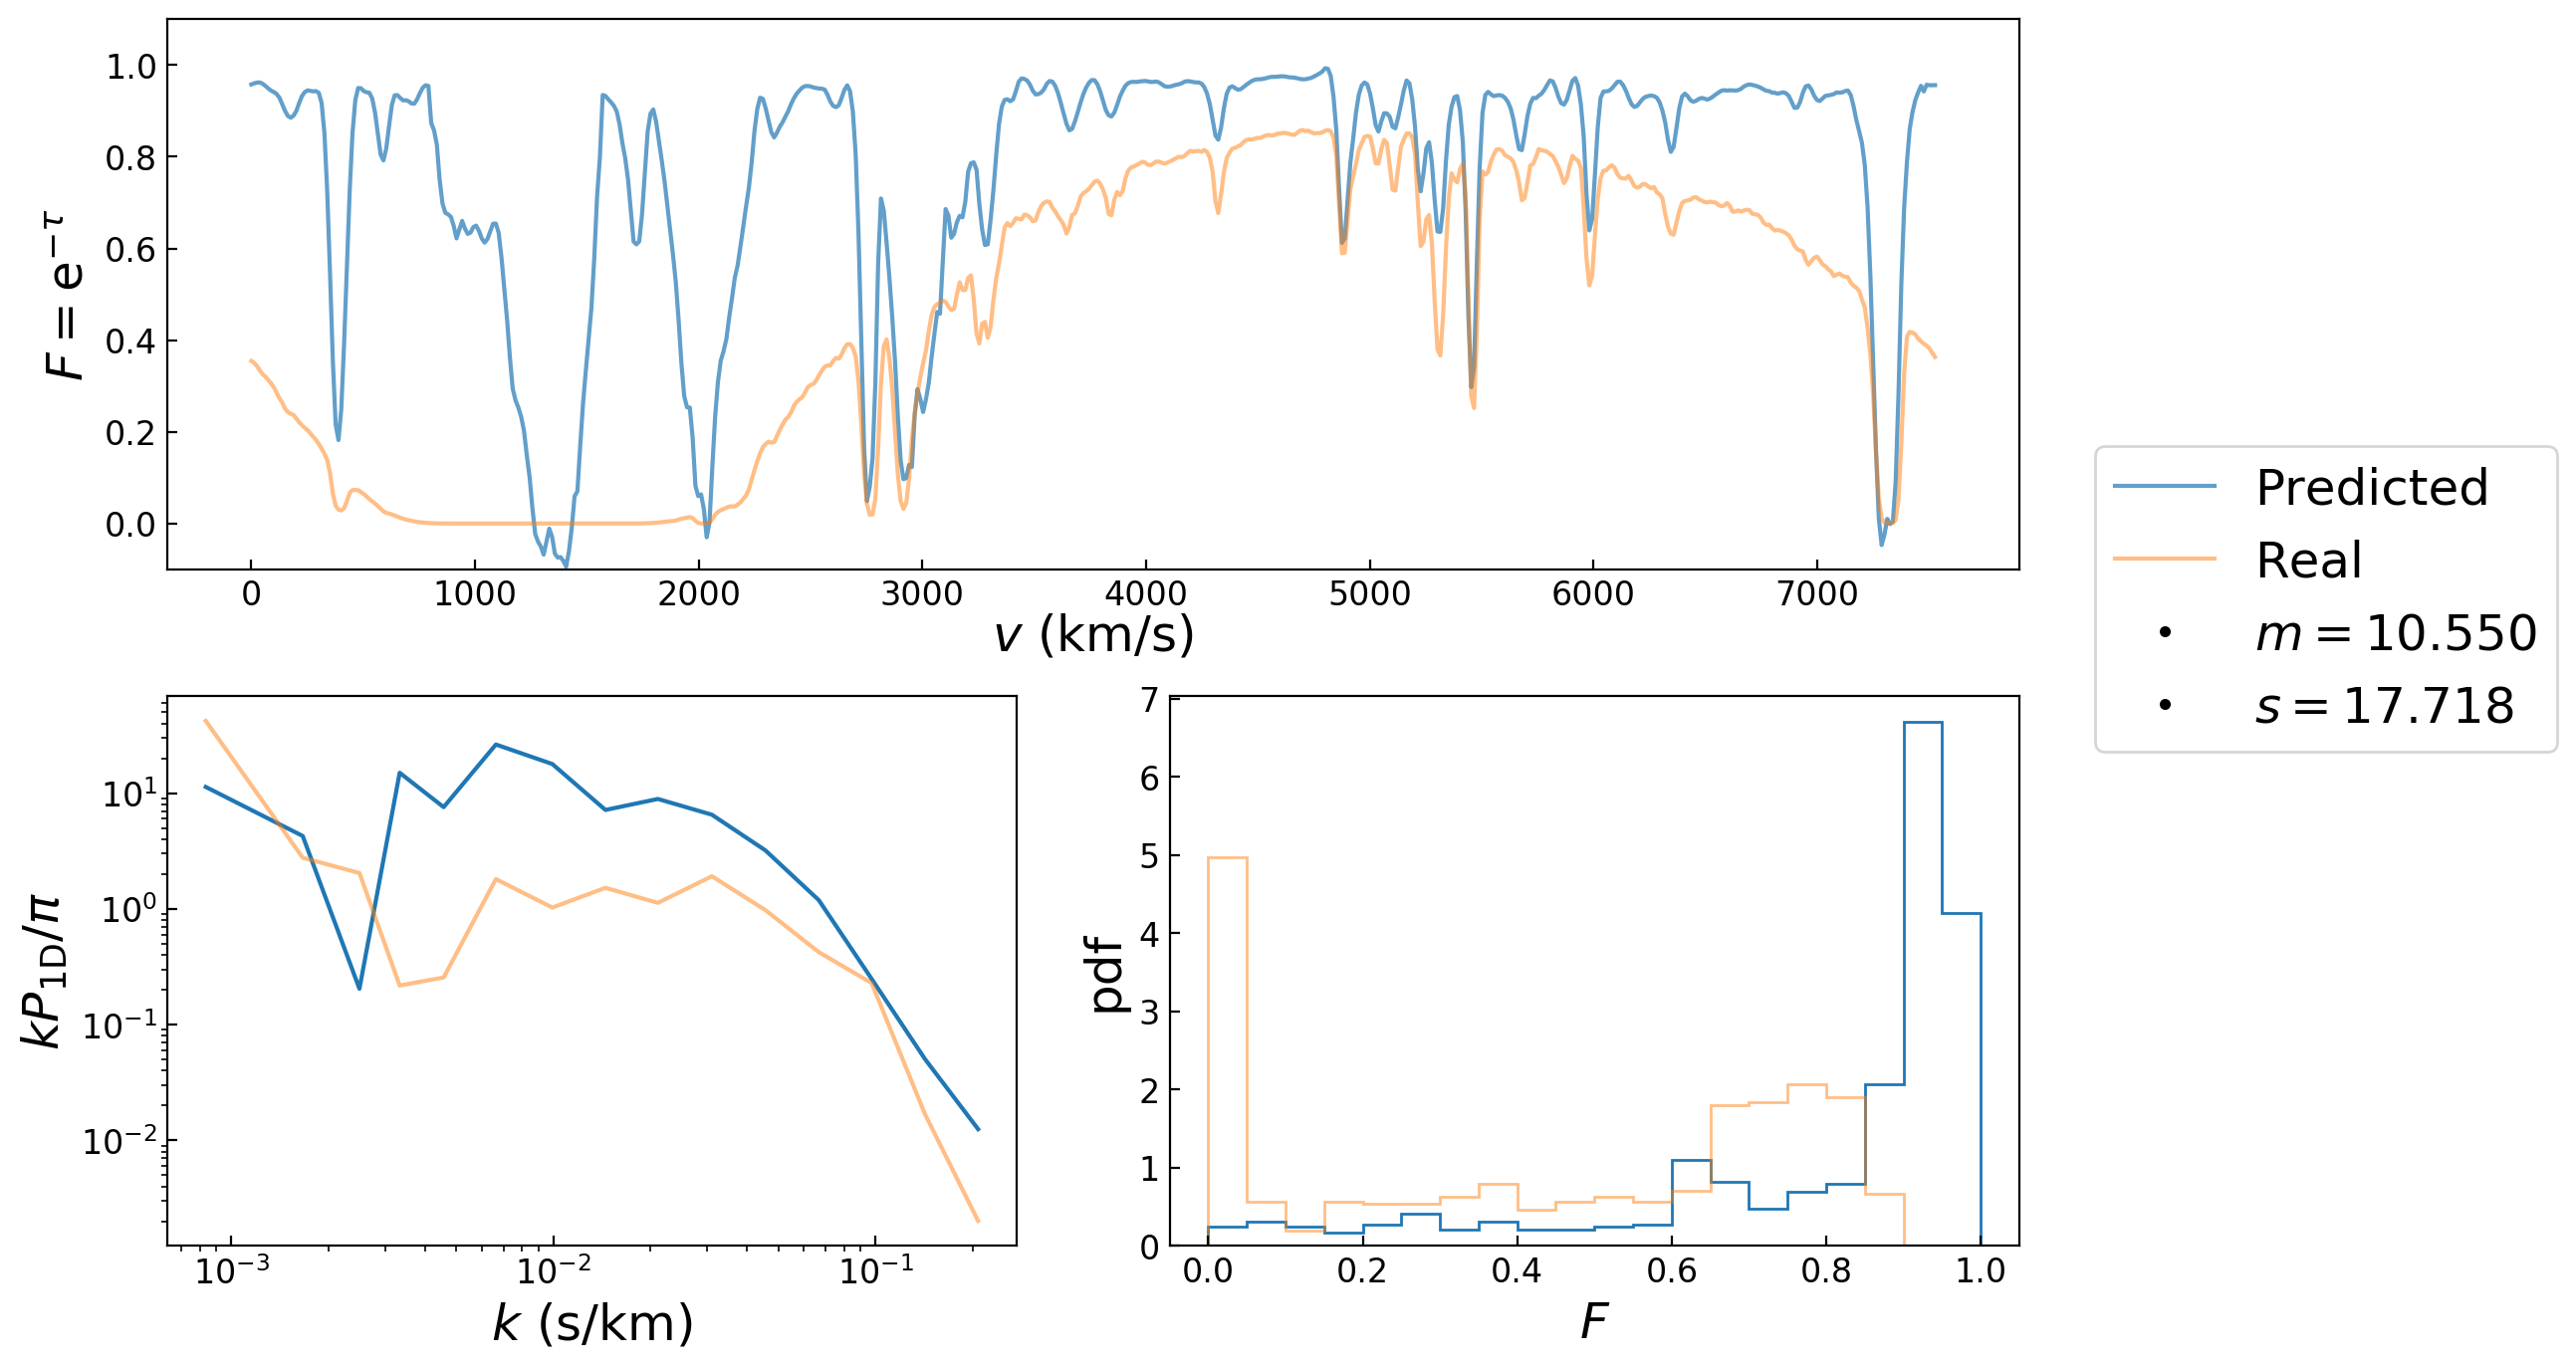 F = e^{-τ}
1.0
0.8
0.6
0.4
0.2
0.0
0 1000 2000 3000 4000 5000 6000 7000
v (km/s)
Predicted
Real
m = 10.550
s = 17.718
kP_{1D}/π
10^1
10^0
10^{-1}
10^{-2}
10^{-3} 10^{-2} 10^{-1}
k (s/km)
pdf
7
6
5
4
3
2
1
0
0.0 0.2 0.4 0.6 0.8 1.0
F